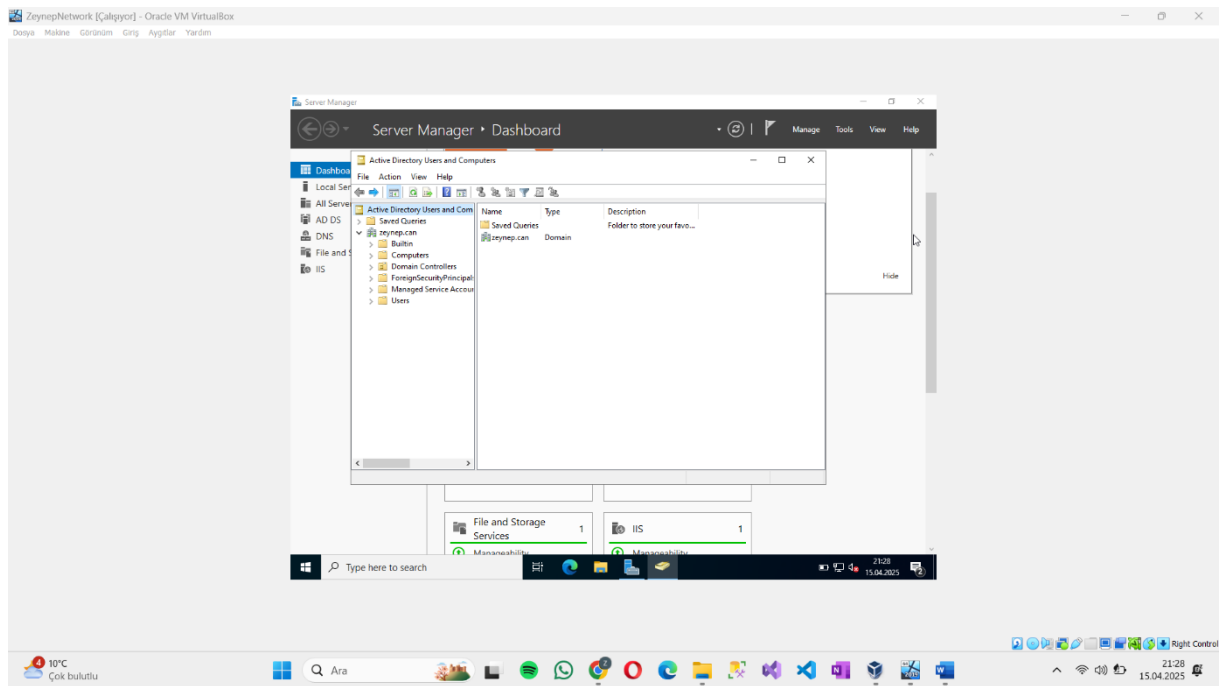 ZeynepNetwork [Çalışıyor] - Oracle VM VirtualBox
Dosya Makine Görünüm Giriş Aygıtlar Yardım
Server Manager
Server Manager • Dashboard
Manage Tools View Help
Dashboa
Local Ser
All Server
AD DS
DNS
File and S
IIS
Active Directory Users and Computers
File Action View Help
Active Directory Users and Com
Saved Queries
zeynep.can
Builtin
Computers
Domain Controllers
ForeignSecurityPrincipals
Managed Service Accou
Users
Name Type Description
Saved Queries Folder to store your favo...
zeynep.can Domain
Hide
File and Storage
Services 1
Manageability
IIS 1
Manageability
Type here to search
21:28
15.04.2025
2
Right Control
4
10°C
Çok bulutlu
Ara
21:28
15.04.2025